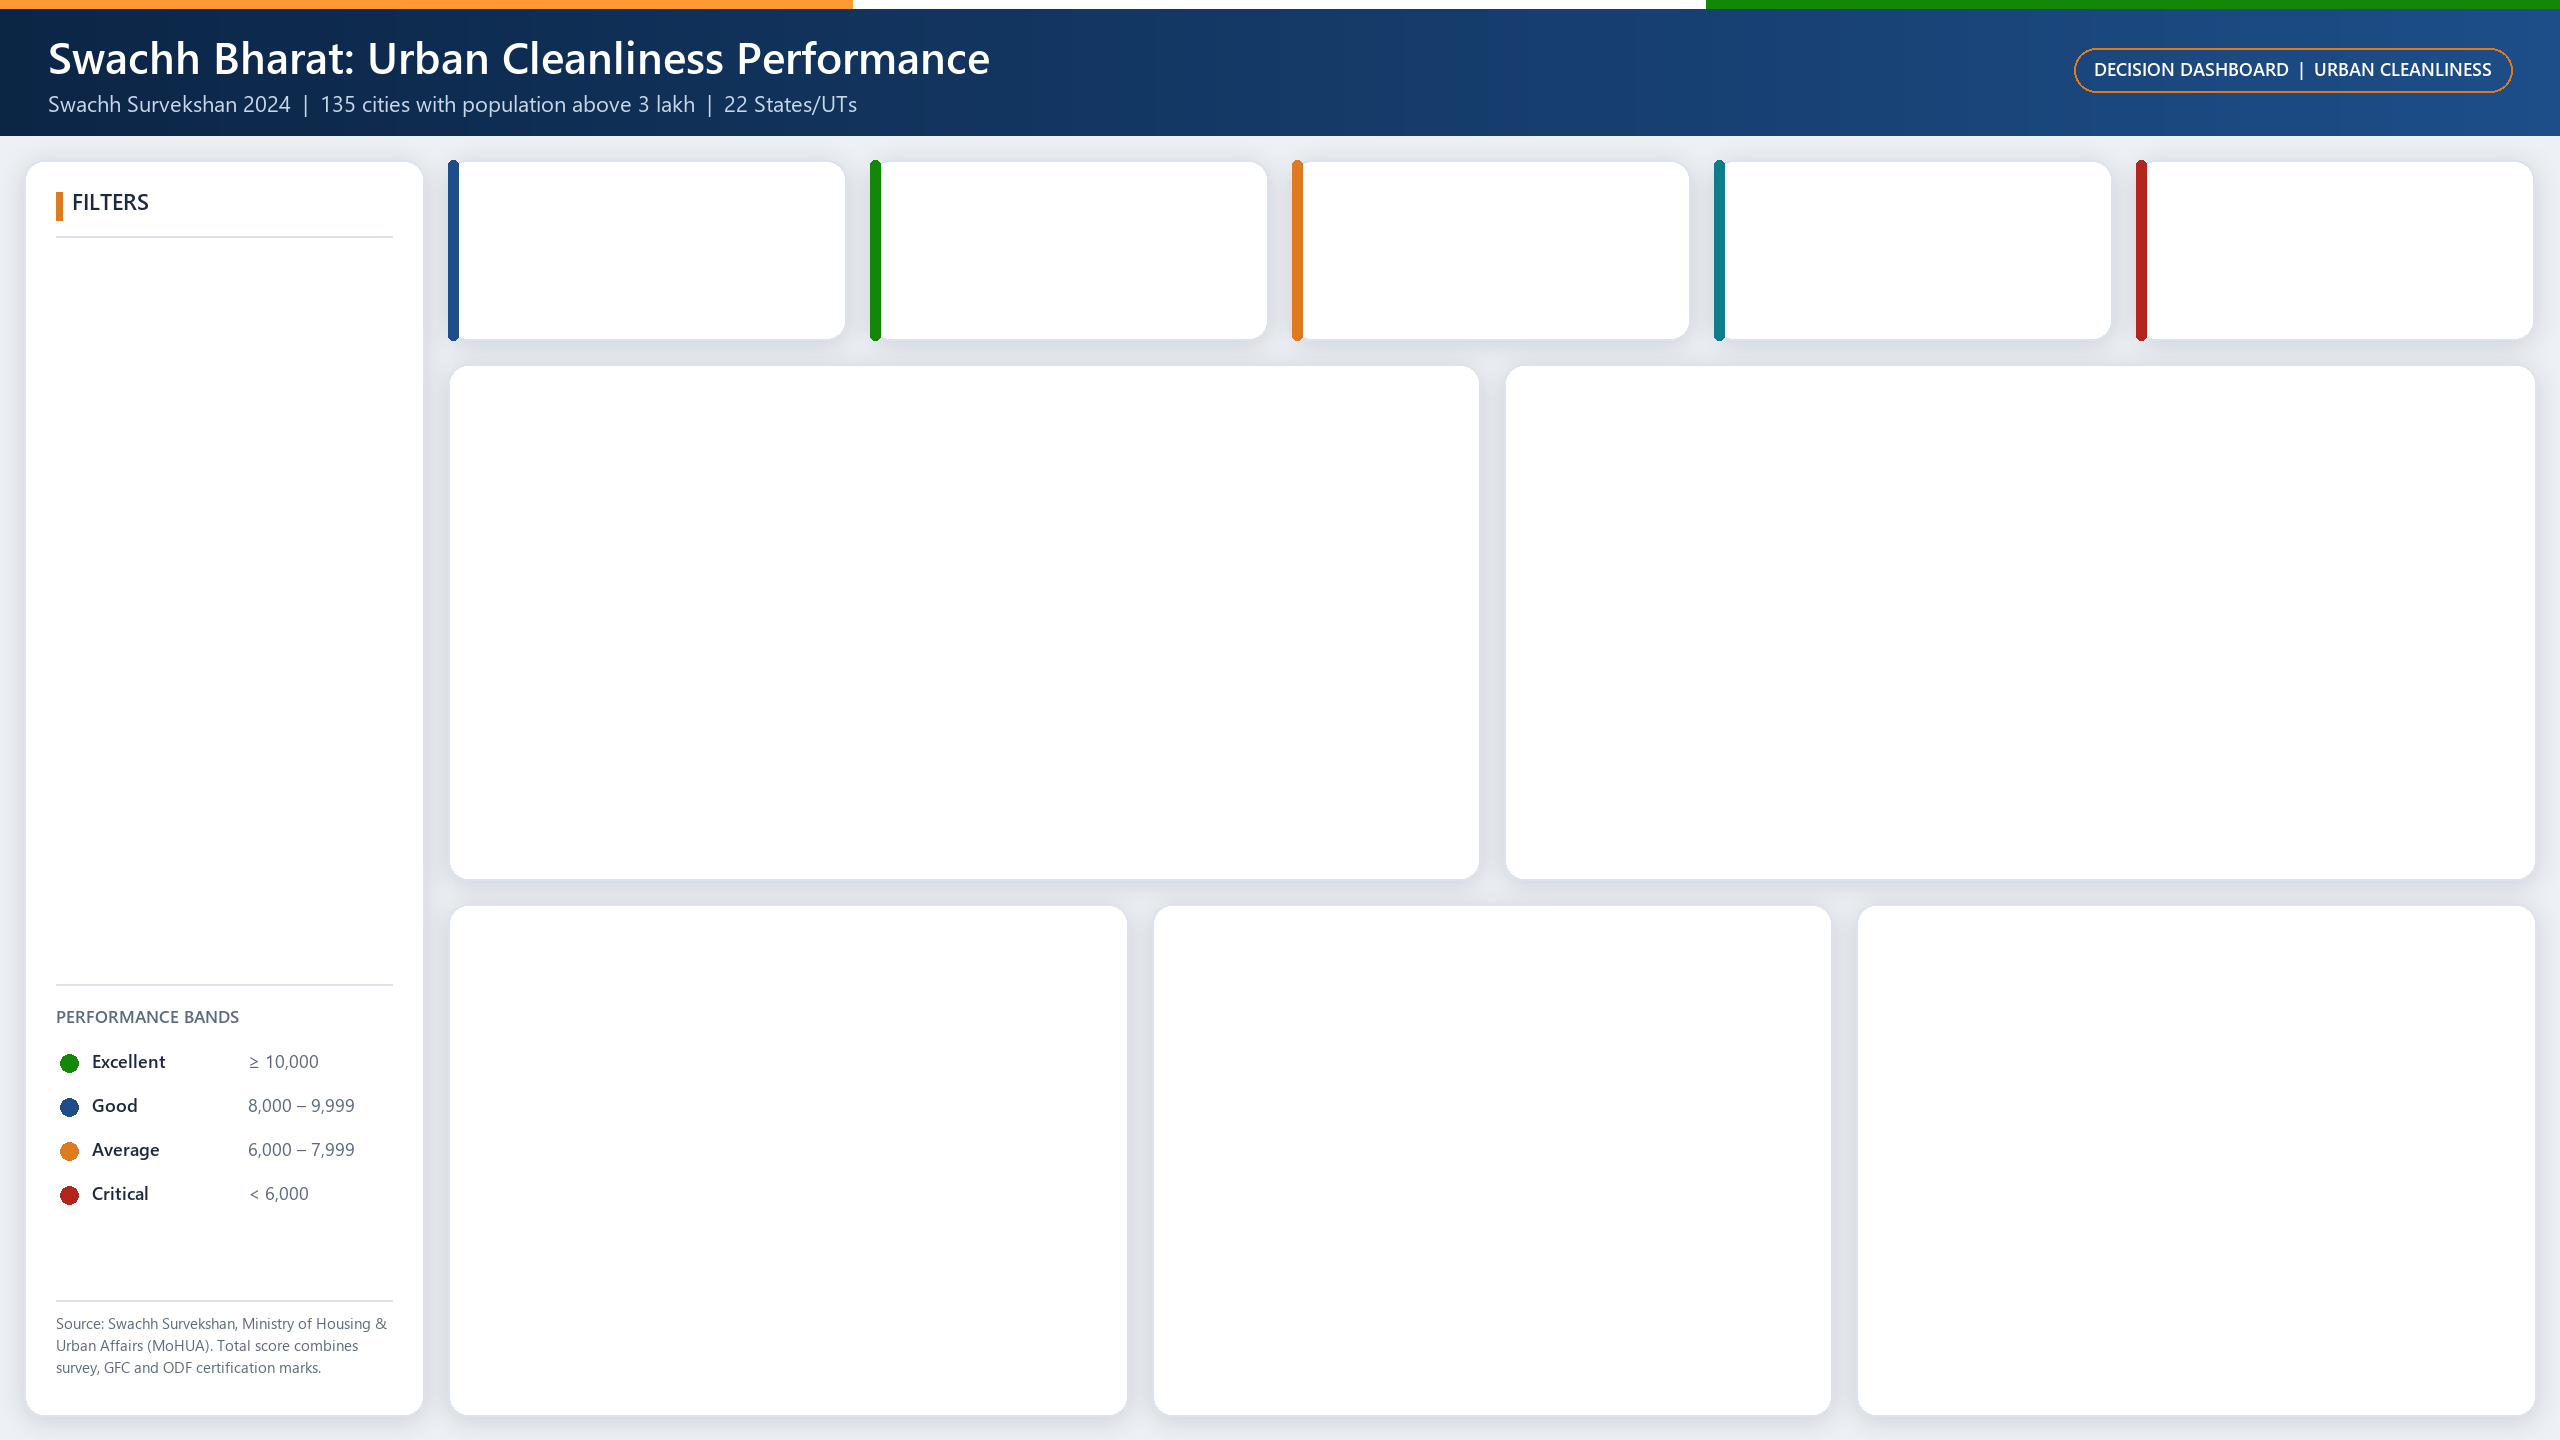 Swachh Bharat: Urban Cleanliness Performance
Swachh Survekshan 2024 | 135 cities with population above 3 lakh | 22 States/UTs
DECISION DASHBOARD | URBAN CLEANLINESS
FILTERS
PERFORMANCE BANDS
Excellent ≥ 10,000
Good 8,000 – 9,999
Average 6,000 – 7,999
Critical < 6,000
Source: Swachh Survekshan, Ministry of Housing &
Urban Affairs (MoHUA). Total score combines
survey, GFC and ODF certification marks.